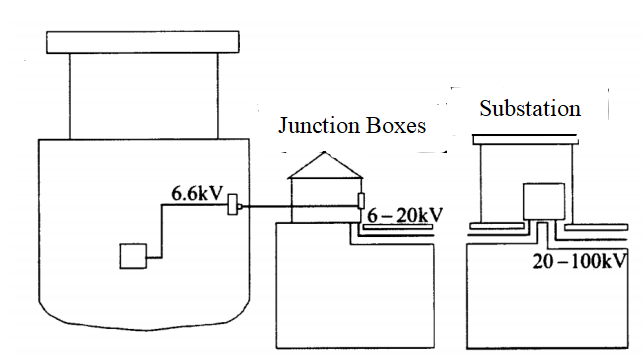 Substation
Junction Boxes
6.6kV
6–20kV
20–100kV